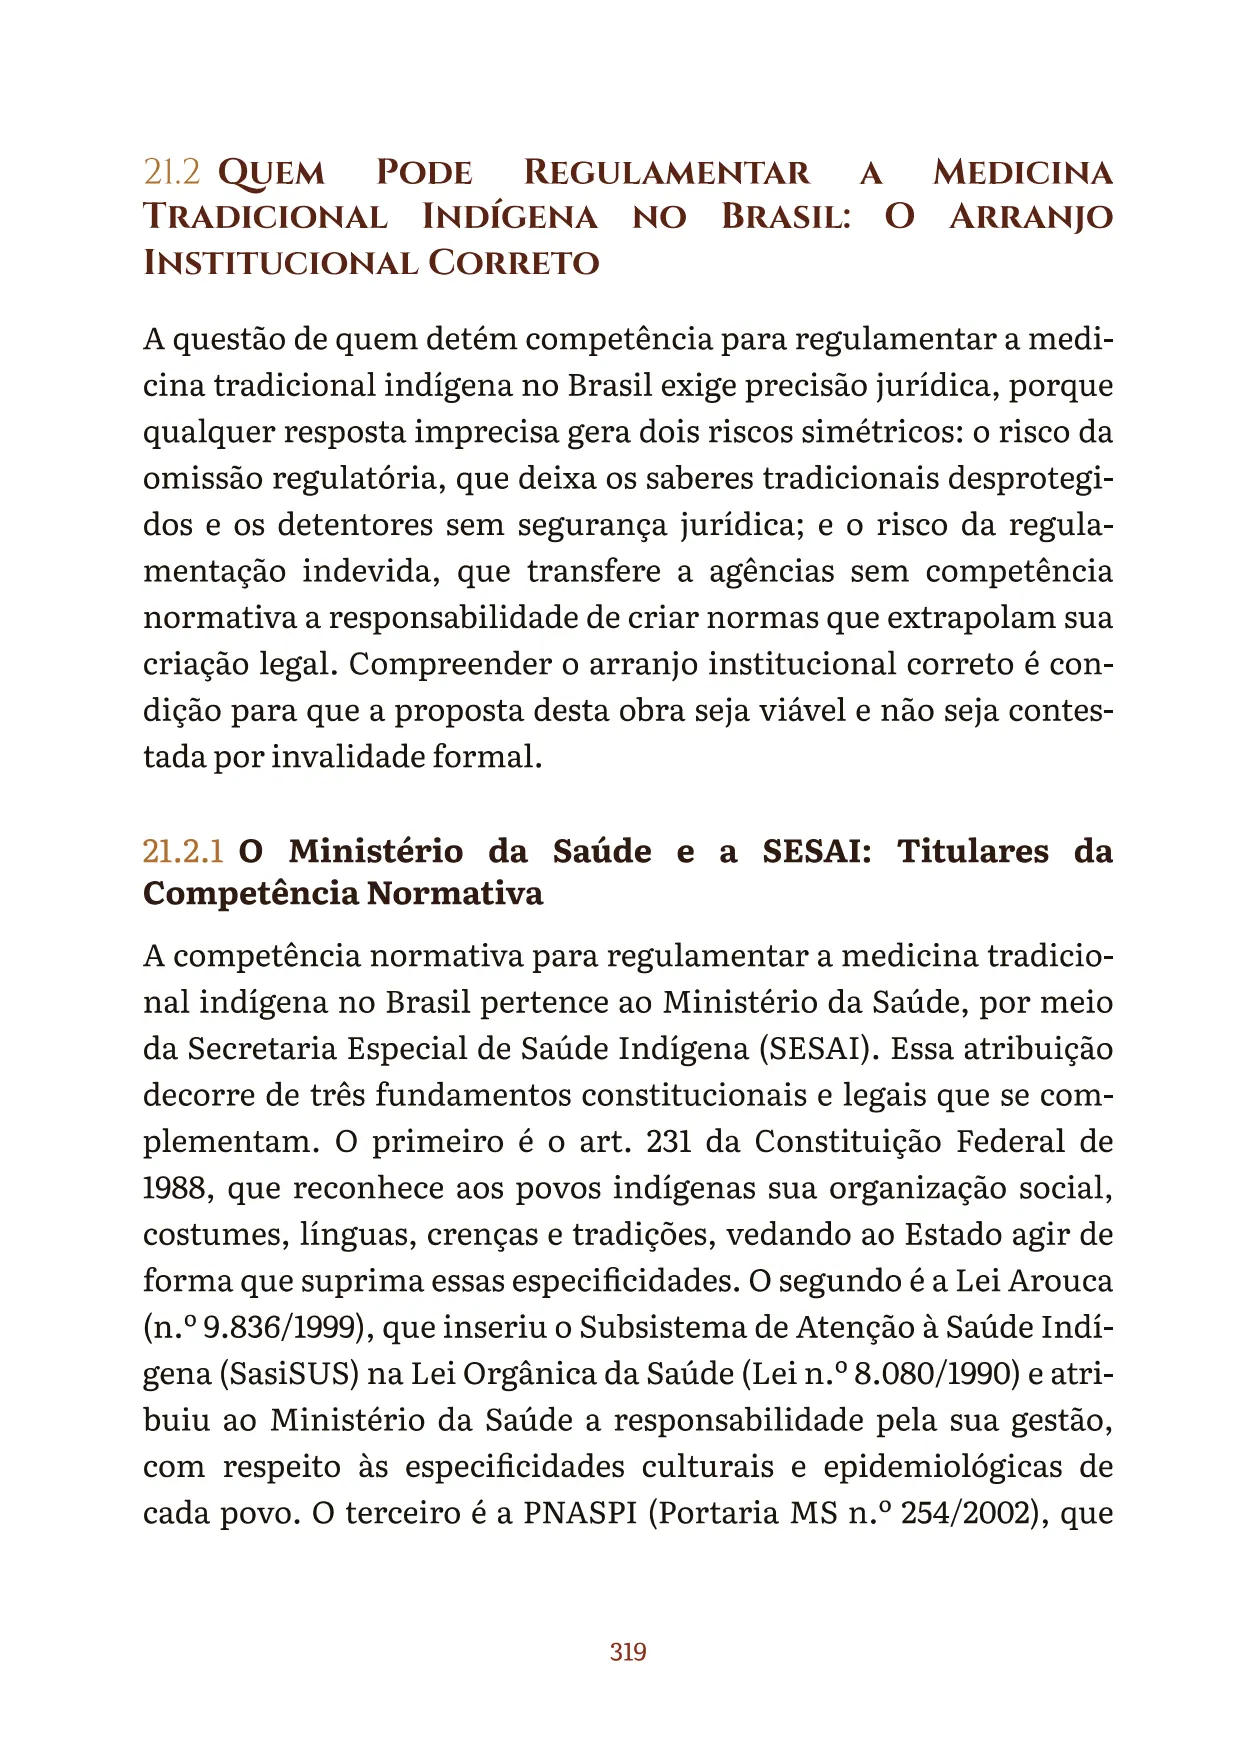 21.2 Quem Pode Regulamentar a Medicina
Tradicional Indígena no Brasil: O Arranjo
Institucional Correto
A questão de quem detém competência para regulamentar a medi-
cina tradicional indígena no Brasil exige precisão jurídica, porque
qualquer resposta imprecisa gera dois riscos simétricos: o risco da
omissão regulatória, que deixa os saberes tradicionais desprotegi-
dos e os detentores sem segurança jurídica; e o risco da regula-
mentação indevida, que transfere a agências sem competência
normativa a responsabilidade de criar normas que extrapolam sua
criação legal. Compreender o arranjo institucional correto é con-
dição para que a proposta desta obra seja viável e não seja contes-
tada por invalidade formal.
21.2.1 O Ministério da Saúde e a SESAI: Titulares da
Competência Normativa
A competência normativa para regulamentar a medicina tradicio-
nal indígena no Brasil pertence ao Ministério da Saúde, por meio
da Secretaria Especial de Saúde Indígena (SESAI). Essa atribuição
decorre de três fundamentos constitucionais e legais que se com-
plementam. O primeiro é o art. 231 da Constituição Federal de
1988, que reconhece aos povos indígenas sua organização social,
costumes, línguas, crenças e tradições, vedando ao Estado agir de
forma que suprima essas especificidades. O segundo é a Lei Arouca
(n.º 9.836/1999), que inseriu o Subsistema de Atenção à Saúde Indí-
gena (SasiSUS) na Lei Orgânica da Saúde (Lei n.º 8.080/1990) e atri-
buiu ao Ministério da Saúde a responsabilidade pela sua gestão,
com respeito às especificidades culturais e epidemiológicas de
cada povo. O terceiro é a PNASPI (Portaria MS n.º 254/2002), que
319